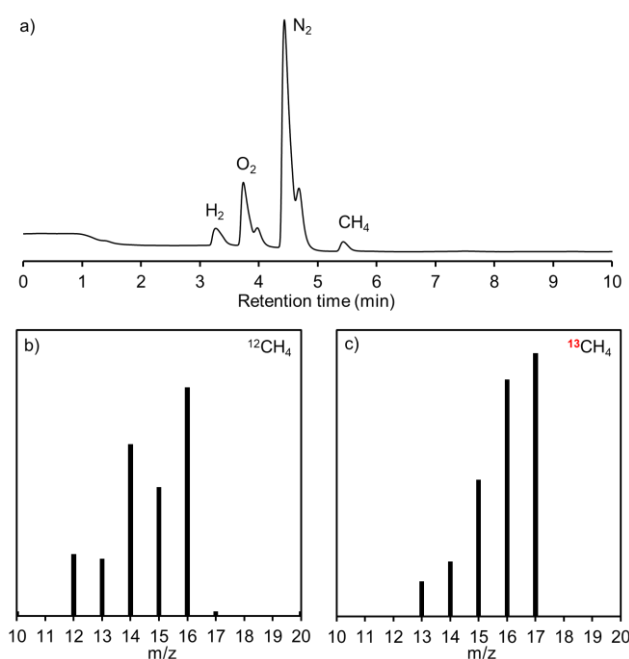 a)
N₂
O₂
H₂
CH₄
0 1 2 3 4 5 6 7 8 9 10
Retention time (min)
b)
¹²CH₄
10 11 12 13 14 15 16 17 18 19 20
m/z
c)
¹³CH₄
10 11 12 13 14 15 16 17 18 19 20
m/z